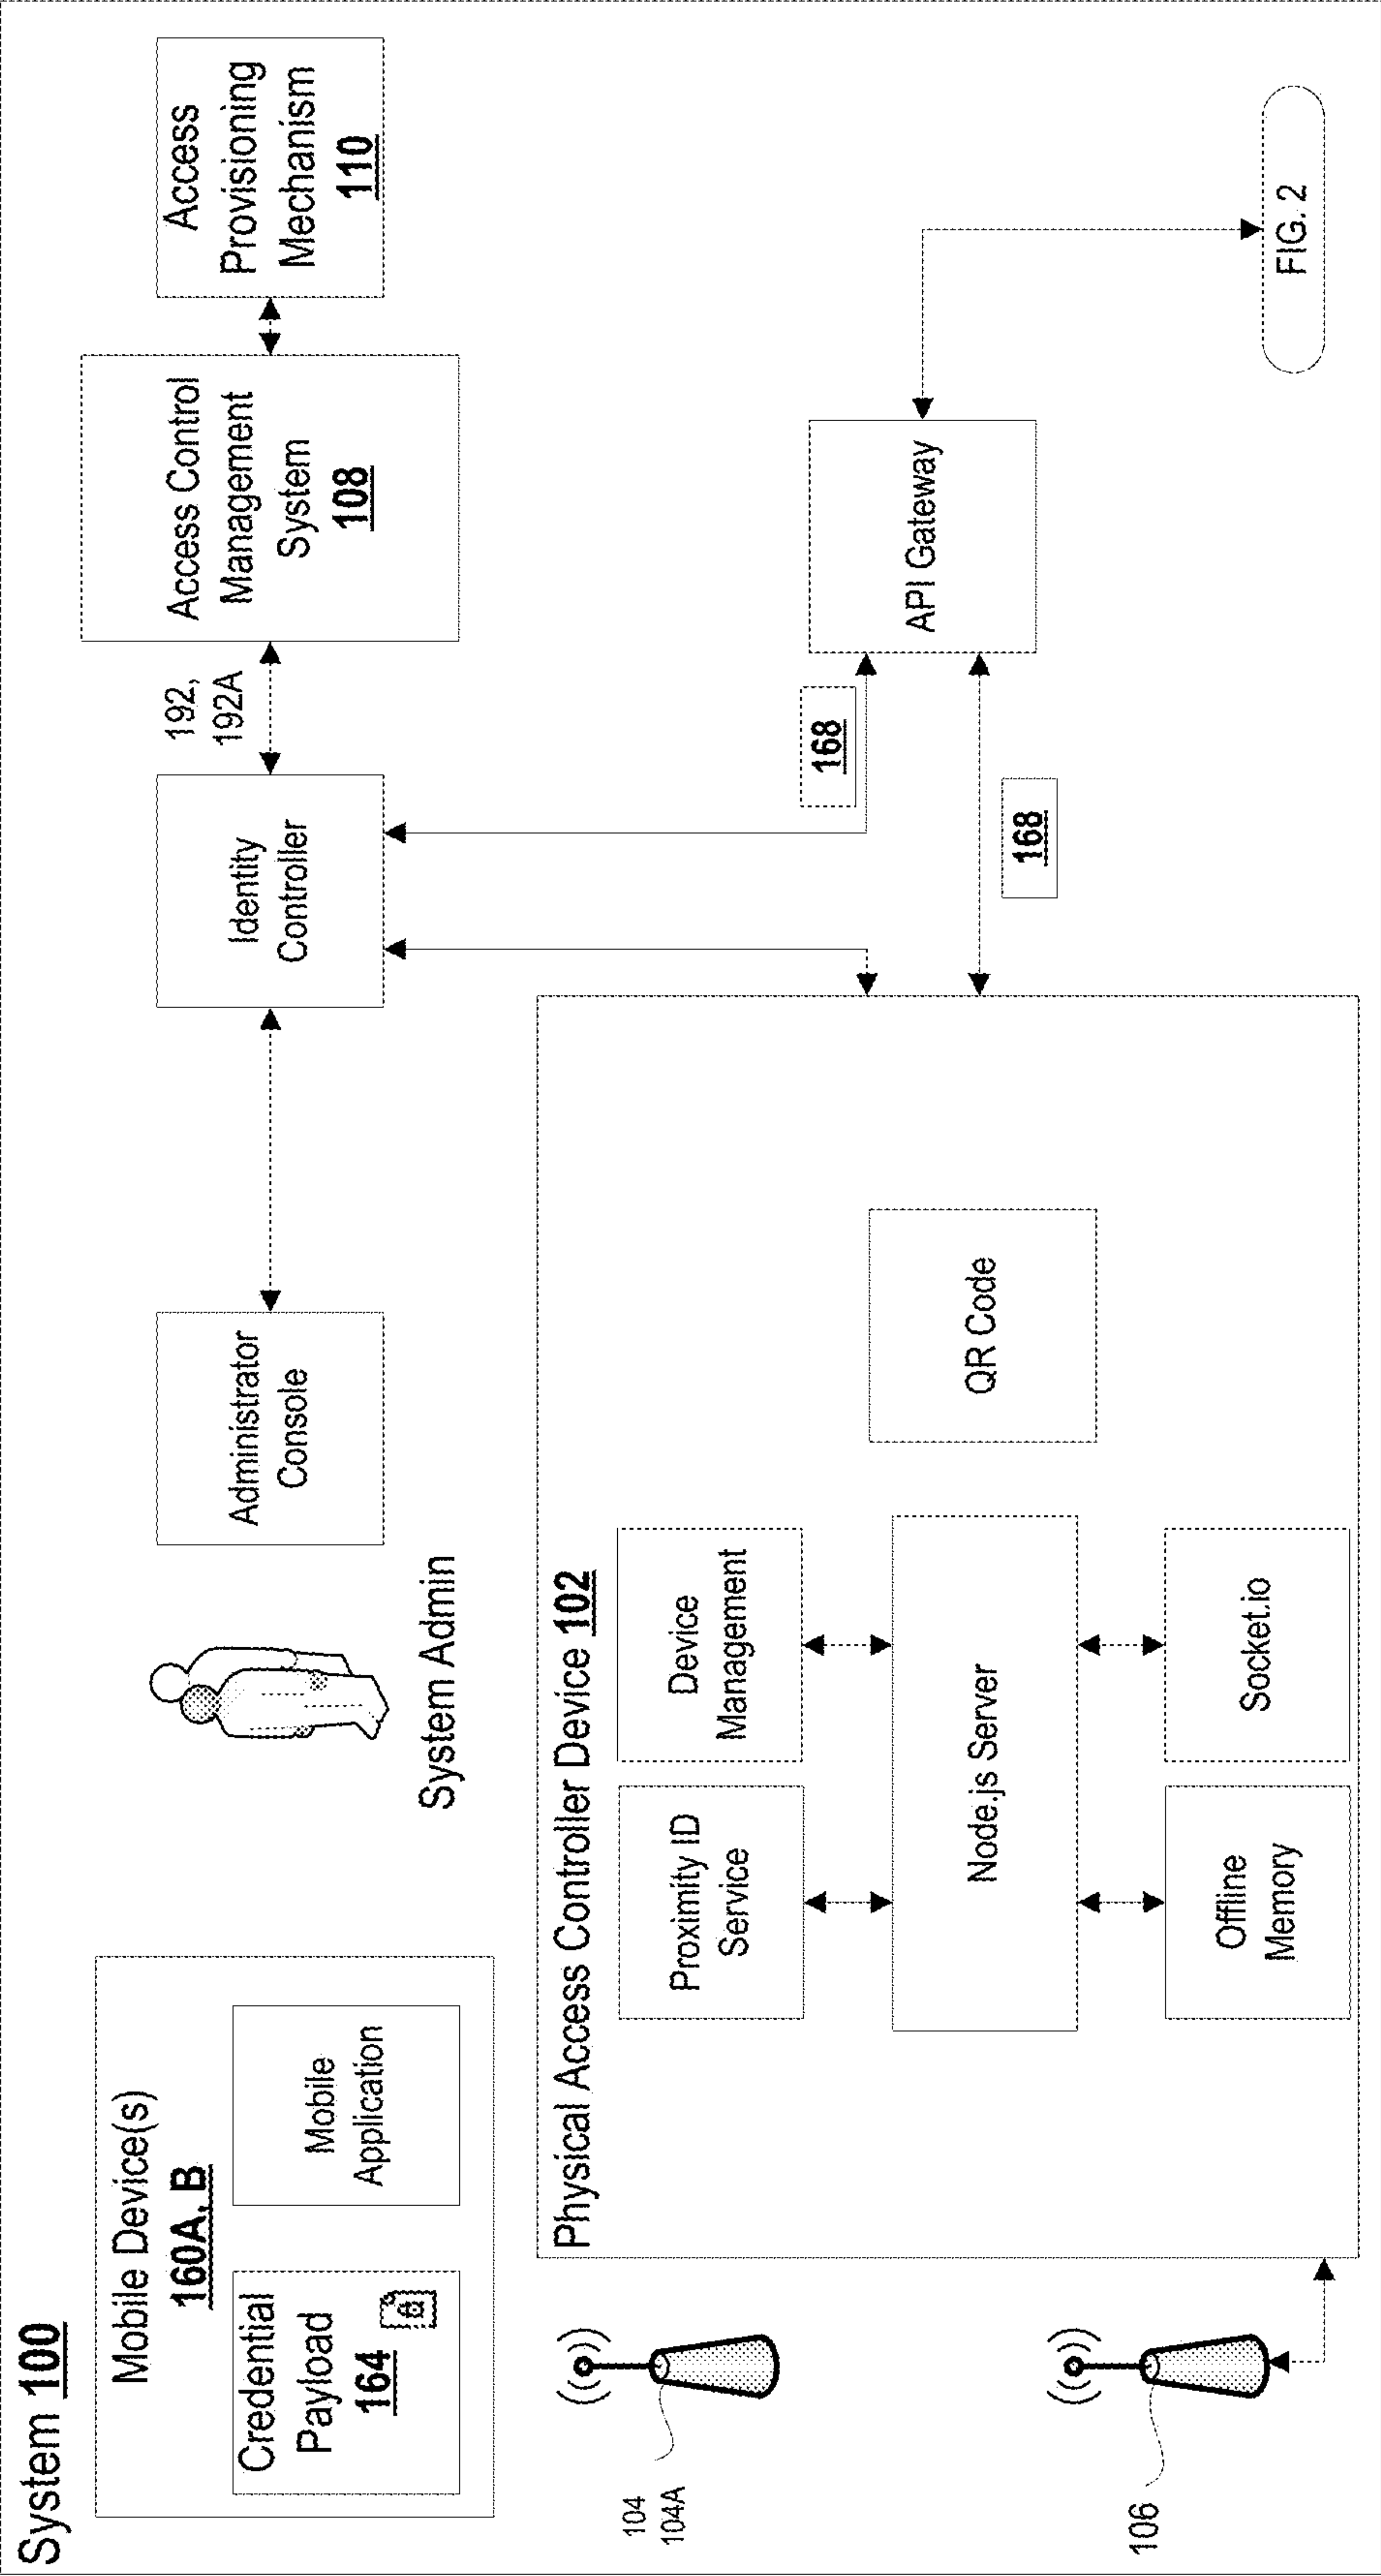 System 100
Mobile Device(s)
160A, B
Credential
Payload
164
Mobile
Application
System Admin
Administrator
Console
Identity
Controller
192,
192A
Access Control
Management
System
108
Access
Provisioning
Mechanism
110
104
104A
106
Physical Access Controller Device 102
Proximity ID
Service
Device
Management
Node.js Server
Offline
Memory
Socket.io
QR Code
168
168
API Gateway
FIG. 2